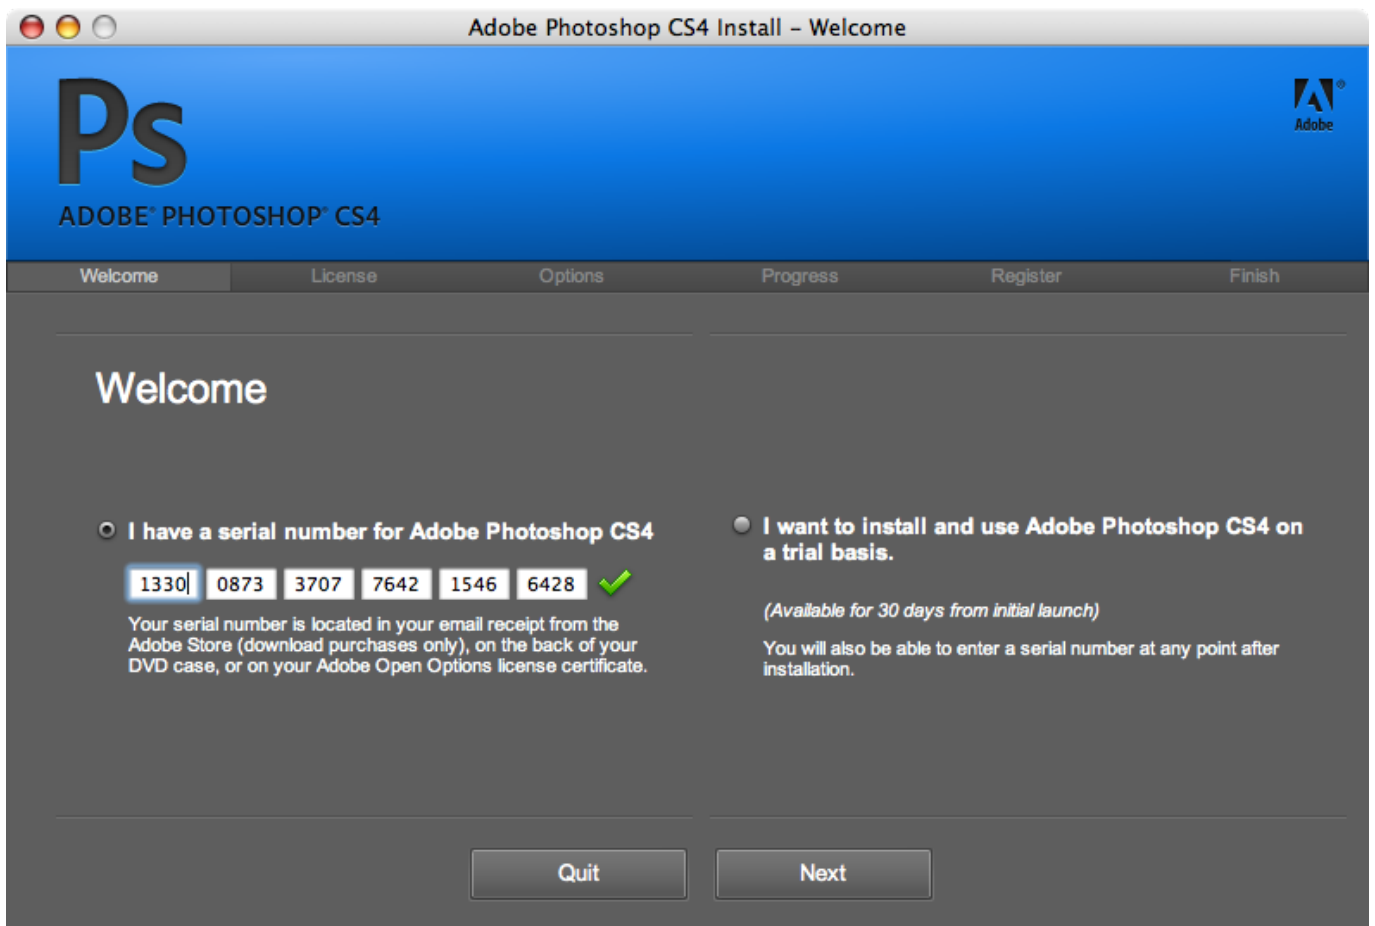 Adobe Photoshop CS4 Install – Welcome
Ps
Adobe
ADOBE® PHOTOSHOP® CS4
Welcome License Options Progress Register Finish
Welcome
I have a serial number for Adobe Photoshop CS4
1330 0873 3707 7642 1546 6428
Your serial number is located in your email receipt from the
Adobe Store (download purchases only), on the back of your
DVD case, or on your Adobe Open Options license certificate.
I want to install and use Adobe Photoshop CS4 on
a trial basis.
(Available for 30 days from initial launch)
You will also be able to enter a serial number at any point after
installation.
Quit Next